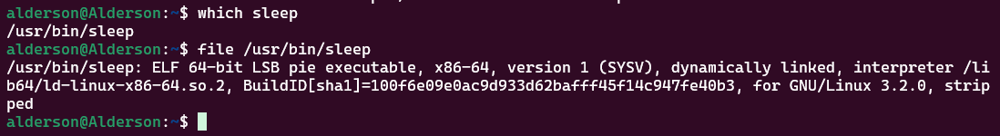 alderson@Alderson:~$ which sleep
/usr/bin/sleep
alderson@Alderson:~$ file /usr/bin/sleep
/usr/bin/sleep: ELF 64-bit LSB pie executable, x86-64, version 1 (SYSV), dynamically linked, interpreter /li
b64/ld-linux-x86-64.so.2, BuildID[sha1]=100f6e09e0ac9d933d62bafff45f14c947fe40b3, for GNU/Linux 3.2.0, strip
ped
alderson@Alderson:~$